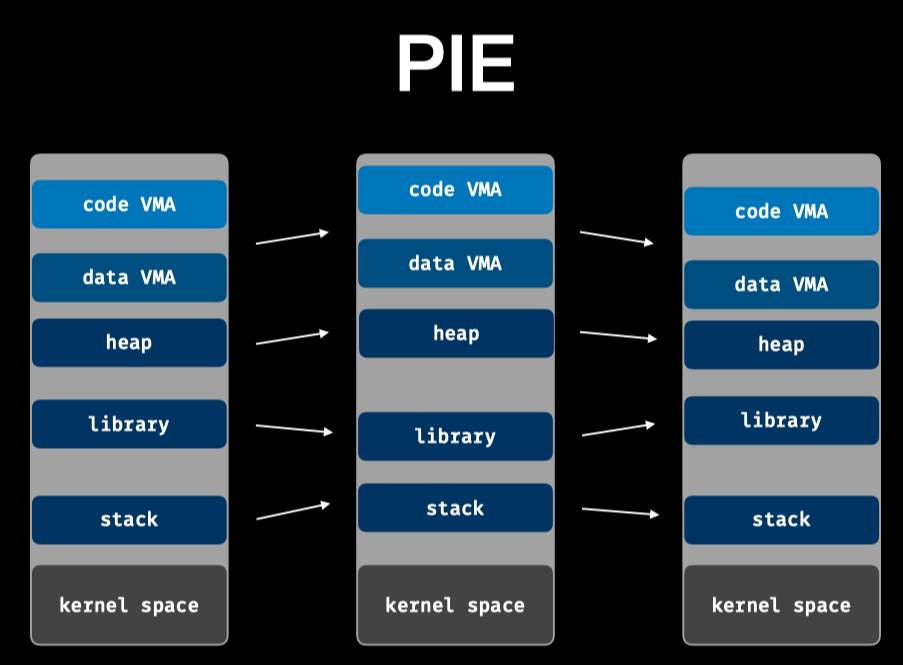 PIE
code VMA
data VMA
heap
library
stack
kernel space
code VMA
data VMA
heap
library
stack
kernel space
code VMA
data VMA
heap
library
stack
kernel space